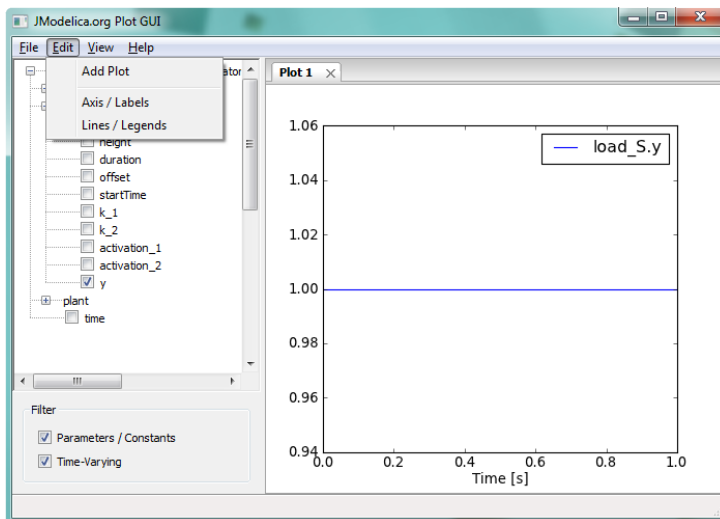 JModelica.org Plot GUI
File Edit View Help
Add Plot
Axis / Labels
Lines / Legends
height
duration
offset
startTime
k_1
k_2
activation_1
activation_2
y
plant
time
Filter
Parameters / Constants
Time-Varying
Plot 1
load_S.y
1.06
1.04
1.02
1.00
0.98
0.96
0.94
0.0 0.2 0.4 0.6 0.8 1.0
Time [s]